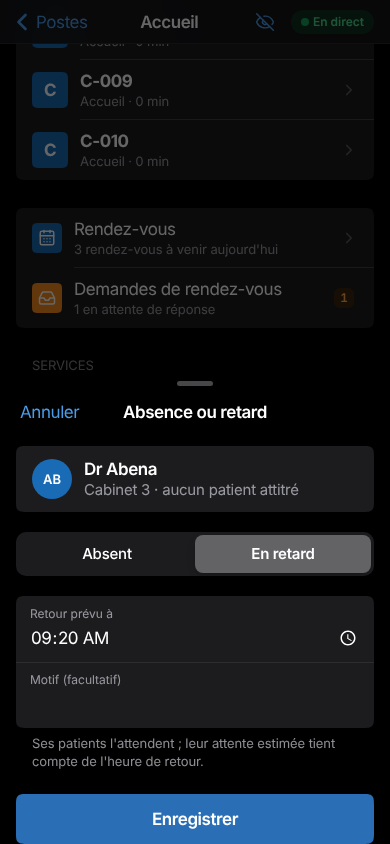 Postes
Accueil
En direct
Accueil · 0 min
C
C-009
Accueil · 0 min
C
C-010
Accueil · 0 min
Rendez-vous
3 rendez-vous à venir aujourd'hui
Demandes de rendez-vous
1 en attente de réponse
1
SERVICES
Annuler
Absence ou retard
AB
Dr Abena
Cabinet 3 · aucun patient attitré
Absent
En retard
Retour prévu à
09:20 AM
Motif (facultatif)
Ses patients l'attendent ; leur attente estimée tient
compte de l'heure de retour.
Enregistrer